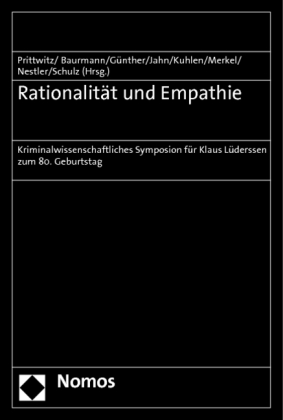 Prittwitz/ Baurmann/Günther/Jahn/Kuhlen/Merkel/
Nestler/Schulz (Hrsg.)
Rationalität und Empathie
Kriminalwissenschaftliches Symposion für Klaus Lüderssen
zum 80. Geburtstag
Nomos